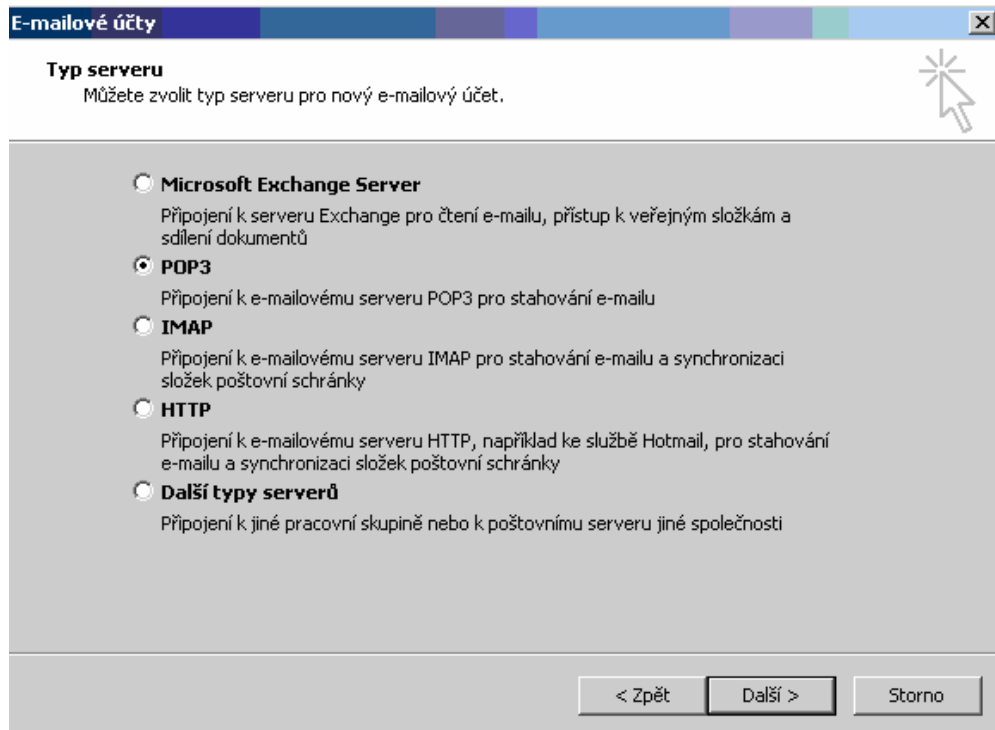 E-mailové účty
Typ serveru
Můžete zvolit typ serveru pro nový e-mailový účet.
Microsoft Exchange Server
Připojení k serveru Exchange pro čtení e-mailu, přístup k veřejným složkám a
sdílení dokumentů
POP3
Připojení k e-mailovému serveru POP3 pro stahování e-mailu
IMAP
Připojení k e-mailovému serveru IMAP pro stahování e-mailu a synchronizaci
složek poštovní schránky
HTTP
Připojení k e-mailovému serveru HTTP, například ke službě Hotmail, pro stahování
e-mailu a synchronizaci složek poštovní schránky
Další typy serverů
Připojení k jiné pracovní skupině nebo k poštovnímu serveru jiné společnosti
< Zpět Další > Storno